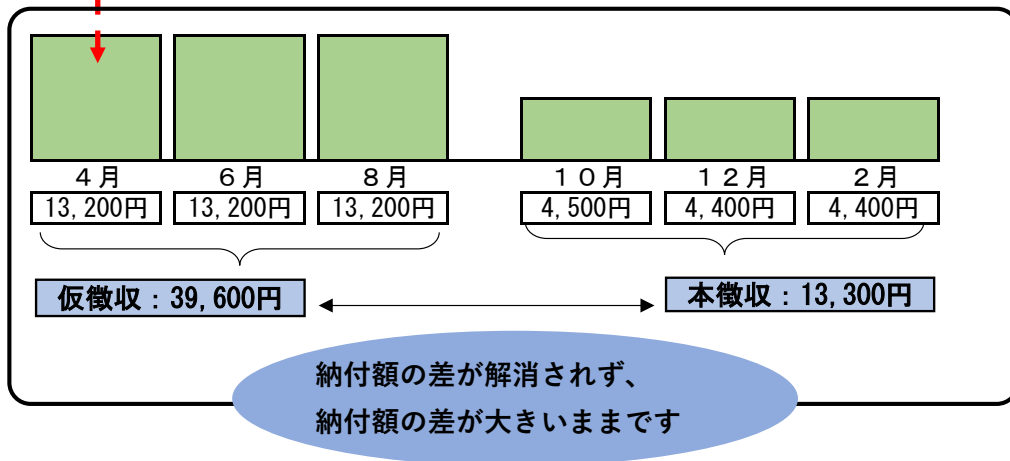 ４月 ６月 ８月 １０月 １２月 ２月
13,200円 13,200円 13,200円 4,500円 4,400円 4,400円
仮徴収：39,600円 本徴収：13,300円
納付額の差が解消されず、
納付額の差が大きいままです